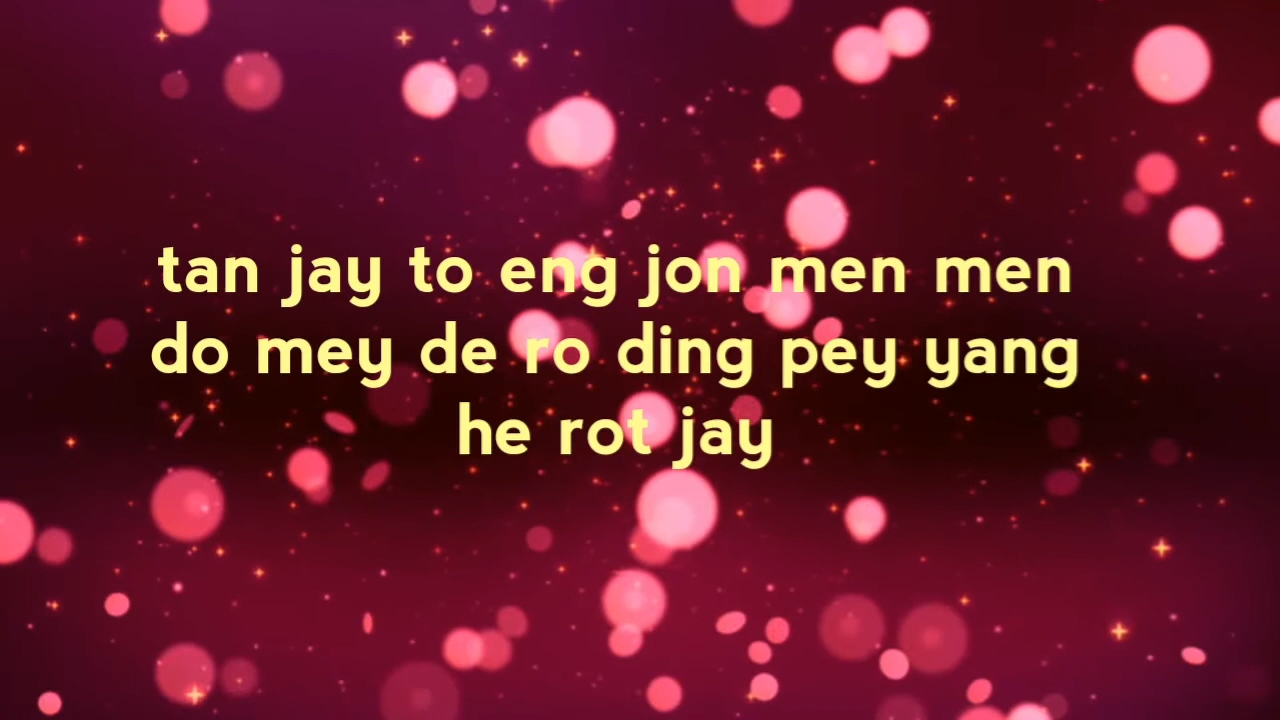 tan jay to eng jon men men
do mey de ro ding pey yang
he rot jay